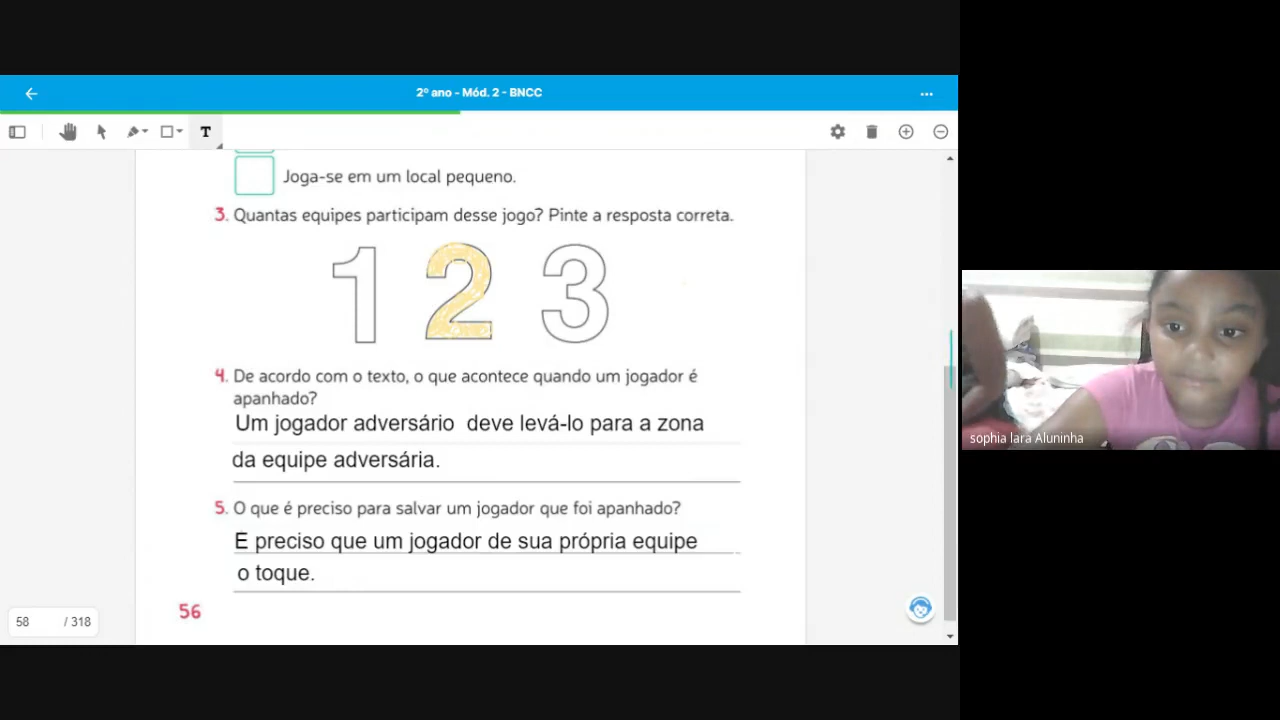 2º ano - Mód. 2 - BNCC
T
Joga-se em um local pequeno.
3. Quantas equipes participam desse jogo? Pinte a resposta correta.
1 2 3
4. De acordo com o texto, o que acontece quando um jogador é
apanhado?
Um jogador adversário deve levá-lo para a zona
da equipe adversária.
5. O que é preciso para salvar um jogador que foi apanhado?
E preciso que um jogador de sua própria equipe
o toque.
56
58 / 318
sophia lara Aluninha